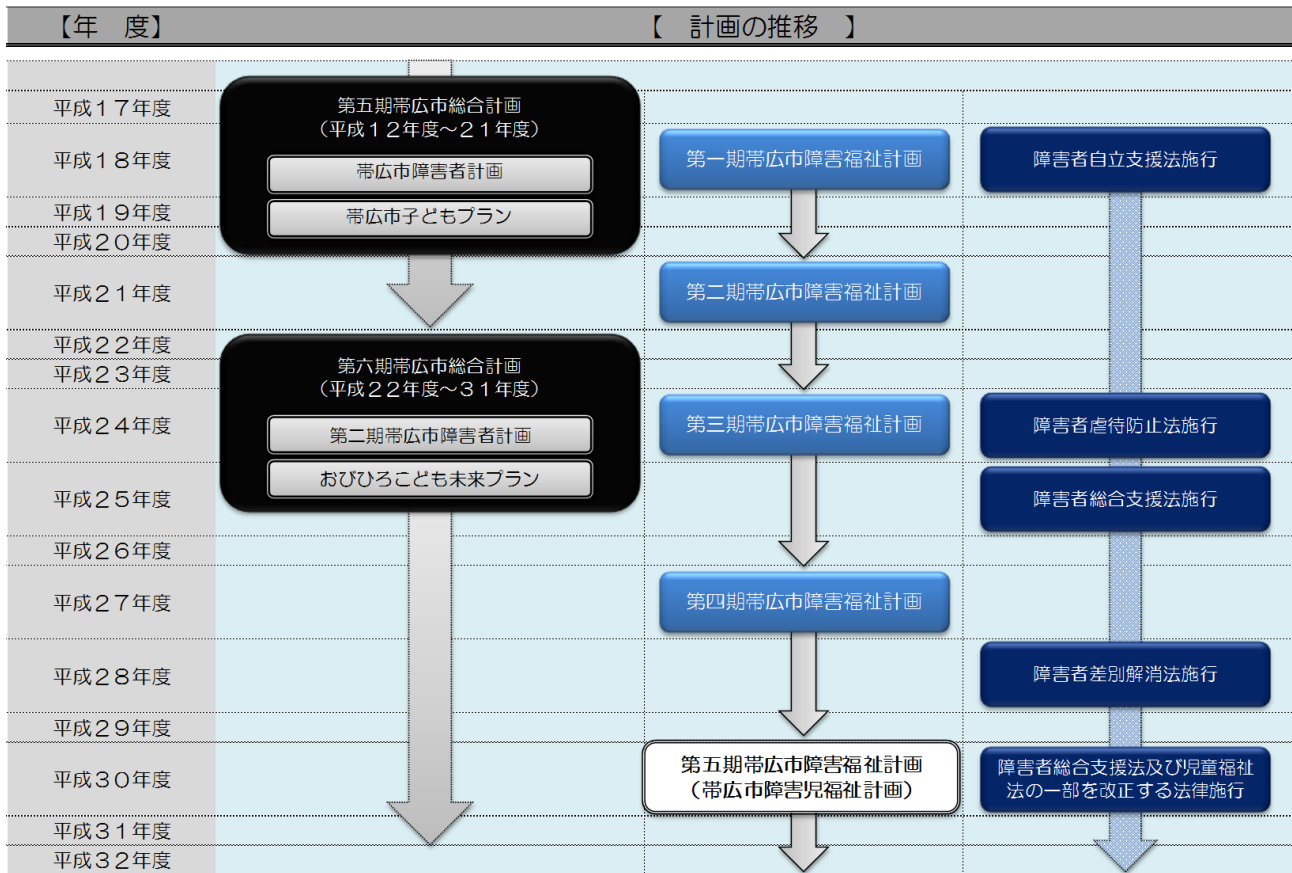 【年　度】
【　計画の推移　】
平成１７年度
平成１８年度
平成１９年度
平成２０年度
平成２１年度
平成２２年度
平成２３年度
平成２４年度
平成２５年度
平成２６年度
平成２７年度
平成２８年度
平成２９年度
平成３０年度
平成３１年度
平成３２年度
第五期帯広市総合計画
（平成１２年度～２１年度）
帯広市障害者計画
帯広市子どもプラン
第六期帯広市総合計画
（平成２２年度～３１年度）
第二期帯広市障害者計画
おびひろこども未来プラン
第一期帯広市障害福祉計画
第二期帯広市障害福祉計画
第三期帯広市障害福祉計画
第四期帯広市障害福祉計画
第五期帯広市障害福祉計画
（帯広市障害児福祉計画）
障害者自立支援法施行
障害者虐待防止法施行
障害者総合支援法施行
障害者差別解消法施行
障害者総合支援法及び児童福祉
法の一部を改正する法律施行